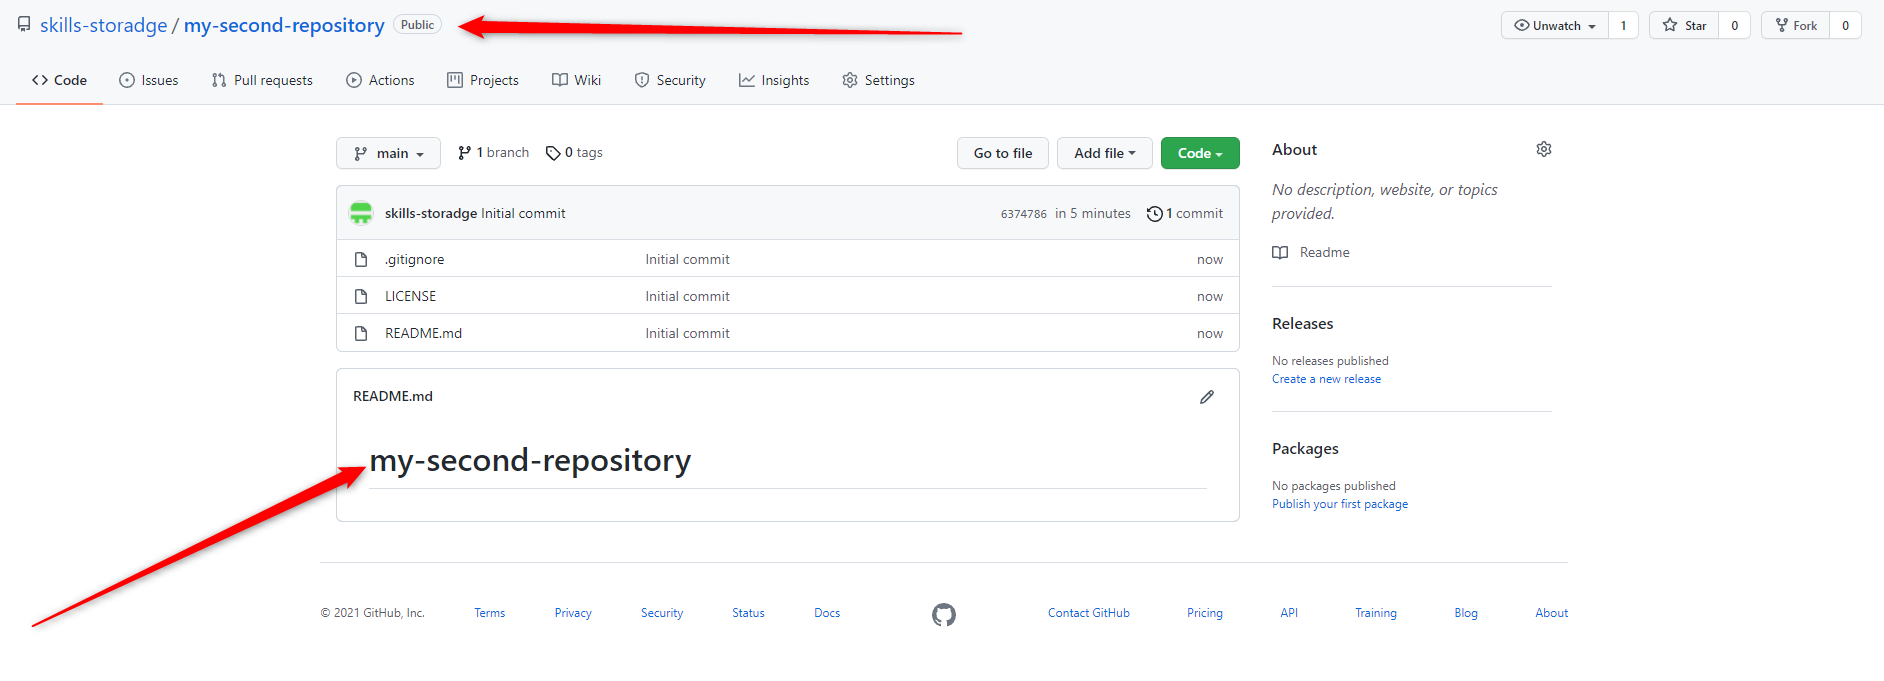 skills-storadge / my-second-repository Public
Unwatch 1 Star 0 Fork 0
Code Issues Pull requests Actions Projects Wiki Security Insights Settings
main 1 branch 0 tags Go to file Add file Code
skills-storadge Initial commit 6374786 in 5 minutes 1 commit
.gitignore Initial commit now
LICENSE Initial commit now
README.md Initial commit now
README.md
my-second-repository
About
No description, website, or topics
provided.
Readme
Releases
No releases published
Create a new release
Packages
No packages published
Publish your first package
© 2021 GitHub, Inc. Terms Privacy Security Status Docs Contact GitHub Pricing API Training Blog About